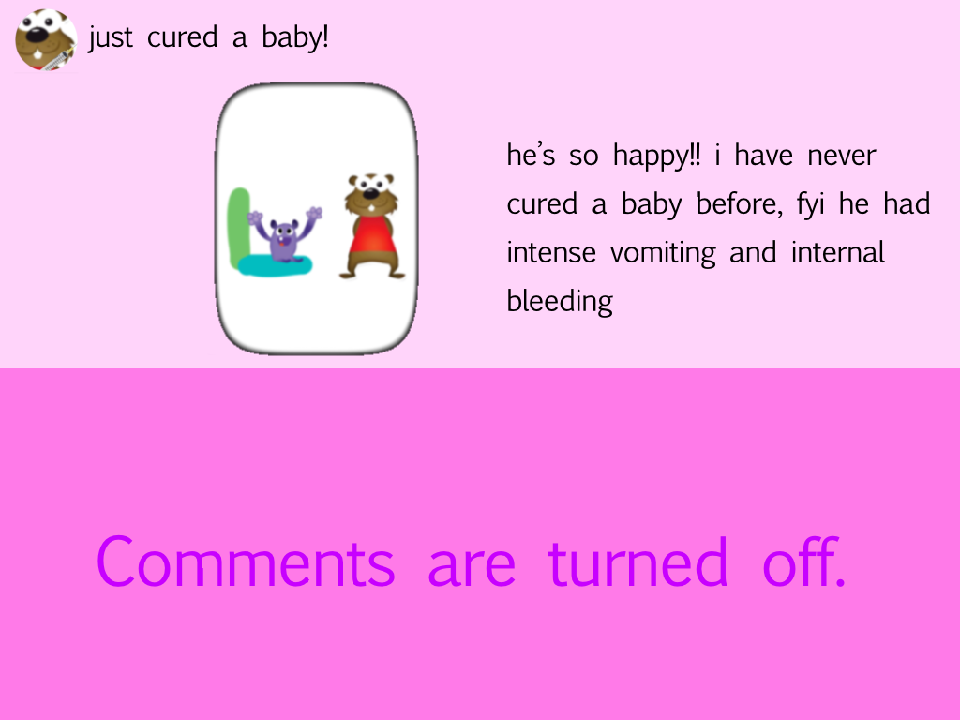 just cured a baby!
he's so happy!! i have never
cured a baby before, fyi he had
intense vomiting and internal
bleeding
Comments are turned off.